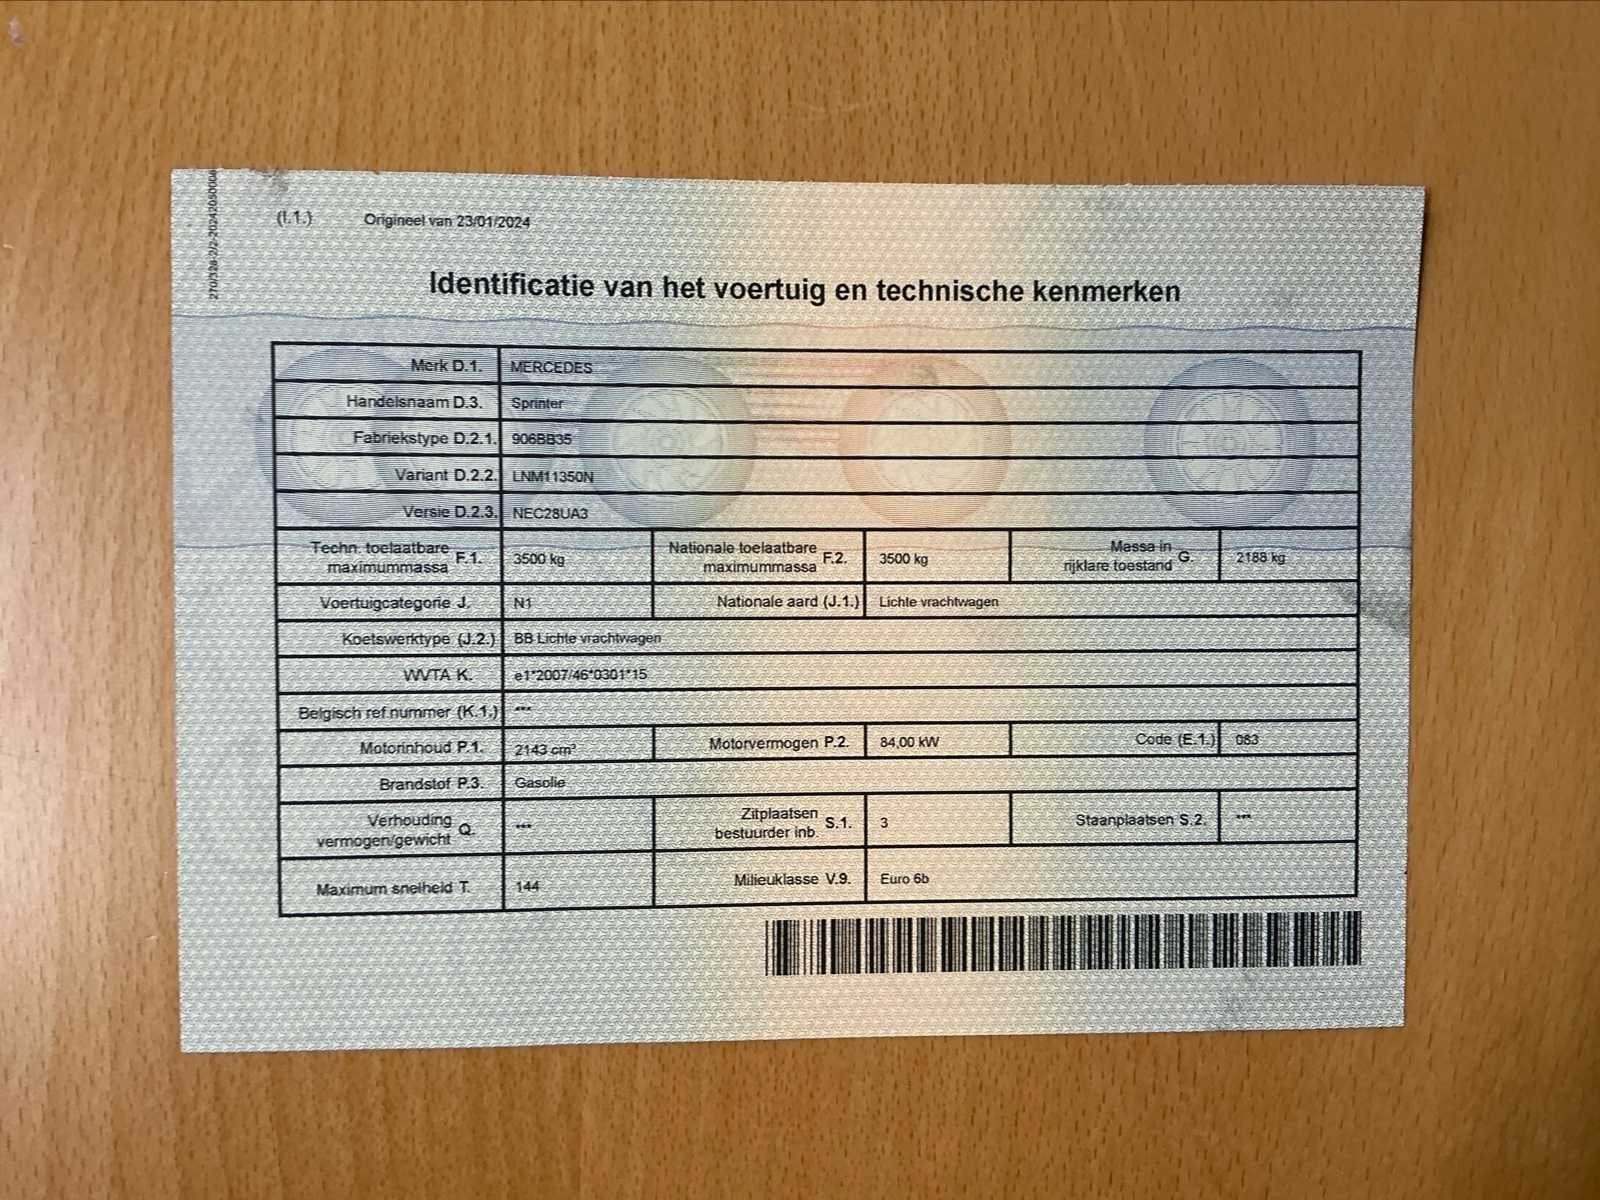 270/328-2/2-20242050008
(I.1.) Origineel van 23/01/2024
Identificatie van het voertuig en technische kenmerken
Merk D.1. MERCEDES
Handelsnaam D.3. Sprinter
Fabriekstype D.2.1. 906BB35
Variant D.2.2. LNM11350N
Versie D.2.3. NEC28UA3
Techn. toelaatbare maximummassa F.1. 3500 kg Nationale toelaatbare maximummassa F.2. 3500 kg Massa in rijklare toestand G. 2188 kg
Voertuigcategorie J. N1 Nationale aard (J.1.) Lichte vrachtwagen
Koetswerktype (J.2.) BB Lichte vrachtwagen
WVTA K. e1*2007/46*0301*15
Belgisch ref.nummer (K.1.) ***
Motorinhoud P.1. 2143 cm³ Motorvermogen P.2. 84,00 kW Code (E.1.) 083
Brandstof P.3. Gasolie
Verhouding vermogen/gewicht Q. *** Zitplaatsen bestuurder inb. S.1. 3 Staanplaatsen S.2. ***
Maximum snelheid T. 144 Milieuklasse V.9. Euro 6b